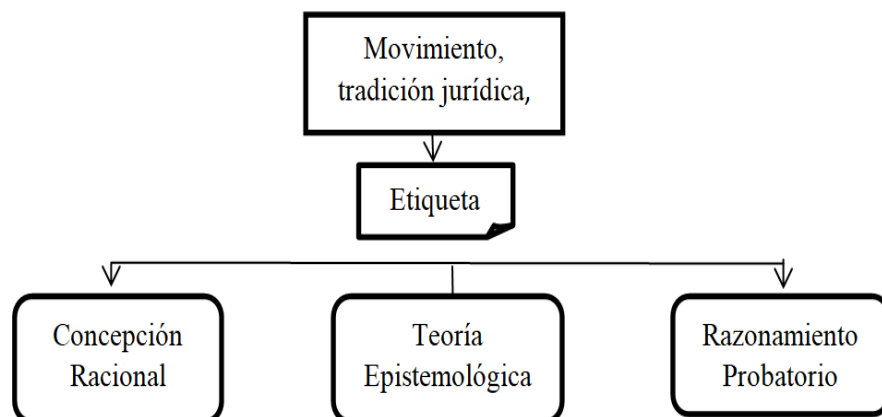 Movimiento,
tradición jurídica,
Etiqueta
Concepción
Racional
Teoría
Epistemológica
Razonamiento
Probatorio